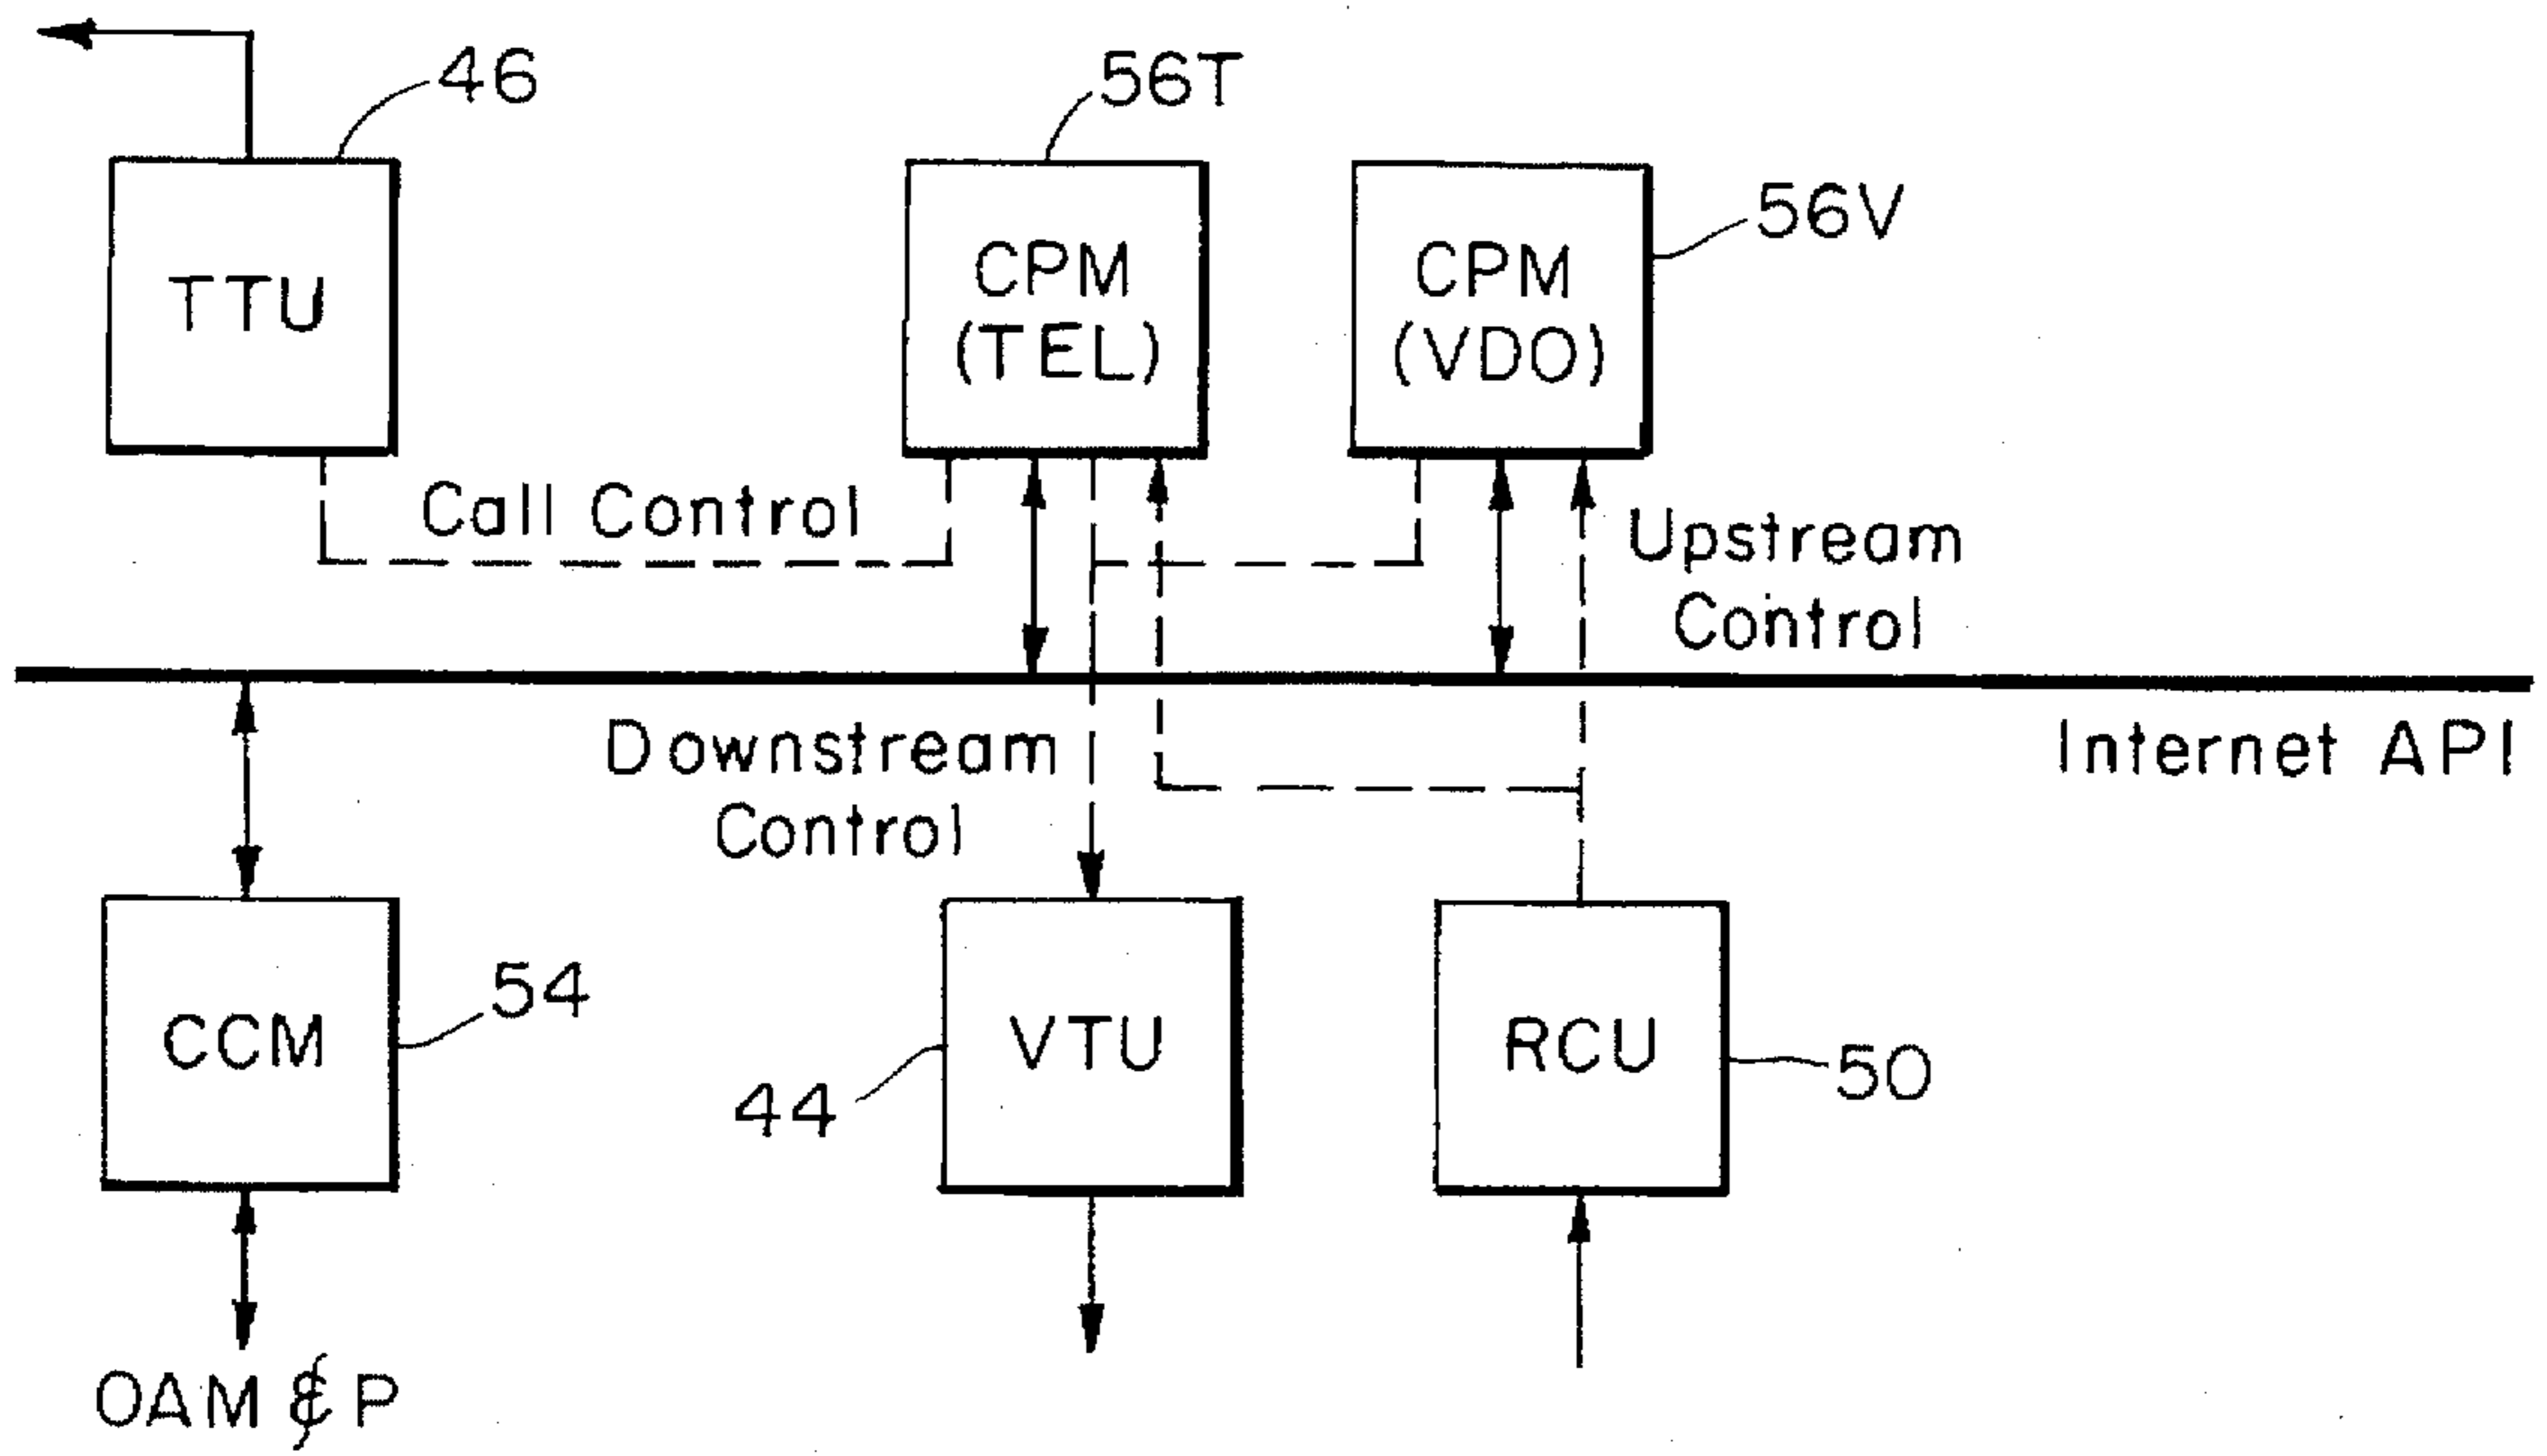 46
56T
56V
TTU
CPM
(TEL)
CPM
(VDO)
Call Control
Upstream
Control
Internet API
Downstream
Control
CCM
54
VTU
44
RCU
50
OAM & P